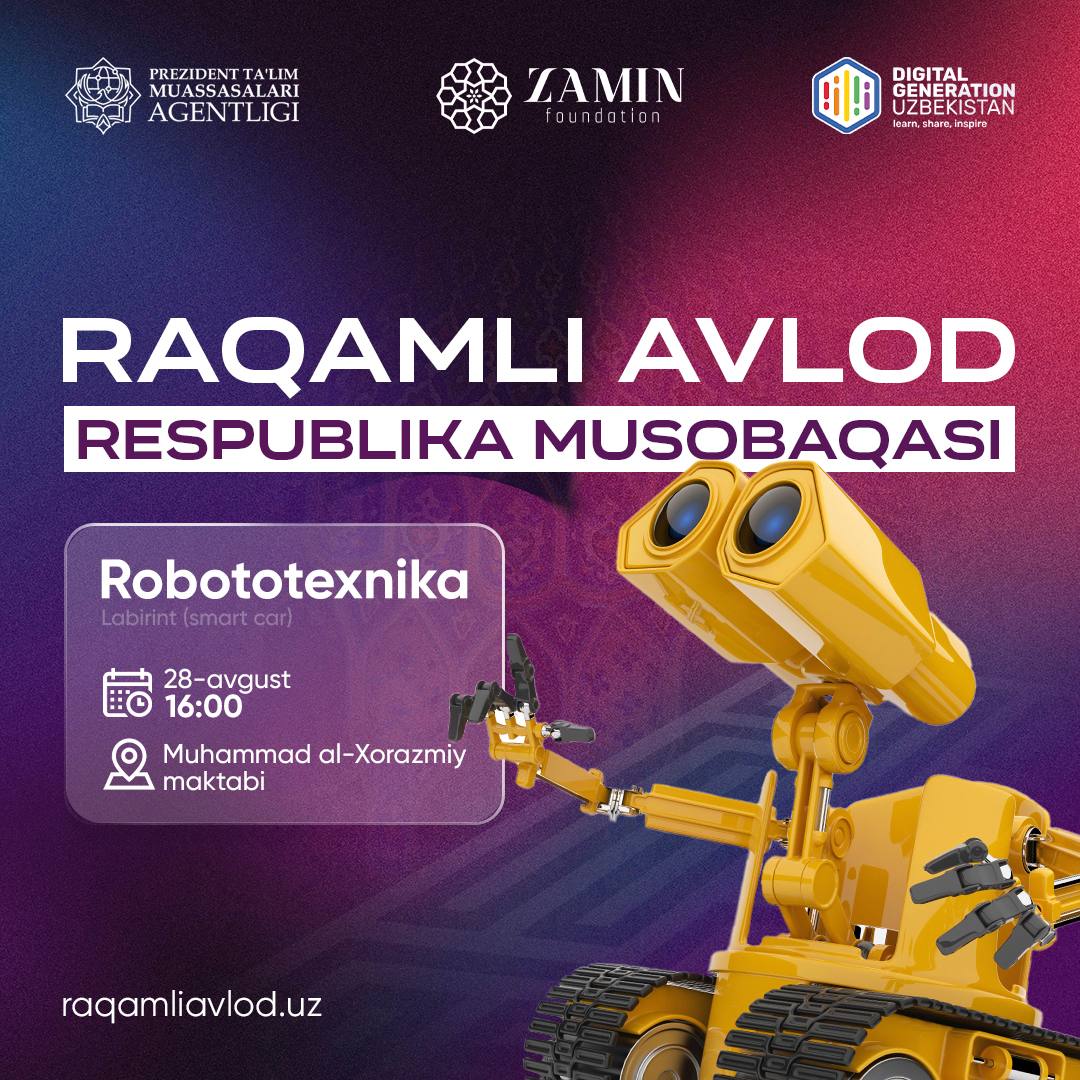 PREZIDENT TA'LIM
MUASSASALARI
AGENTLIGI
ZAMIN
foundation
DIGITAL
GENERATION
UZBEKISTAN
learn, share, inspire
RAQAMLI AVLOD
RESPUBLIKA MUSOBAQASI
Robototexnika
Labirint (smart car)
28-avgust
16:00
Muhammad al-Xorazmiy
maktabi
raqamliavlod.uz